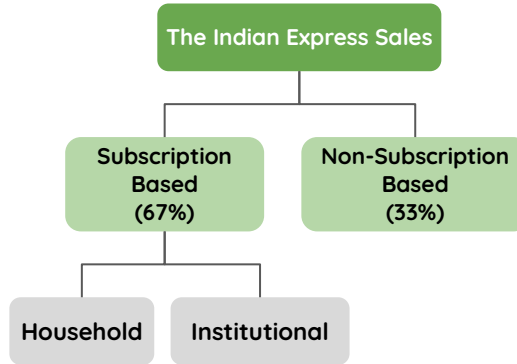 The Indian Express Sales
Subscription
Based
(67%)
Non-Subscription
Based
(33%)
Household
Institutional